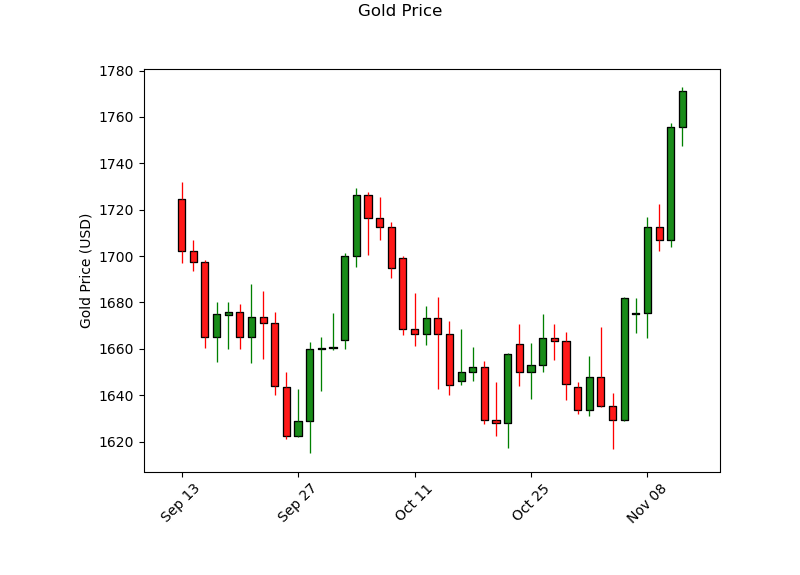 Gold Price
Gold Price (USD)
1780
1760
1740
1720
1700
1680
1660
1640
1620
Sep 13
Sep 27
Oct 11
Oct 25
Nov 08